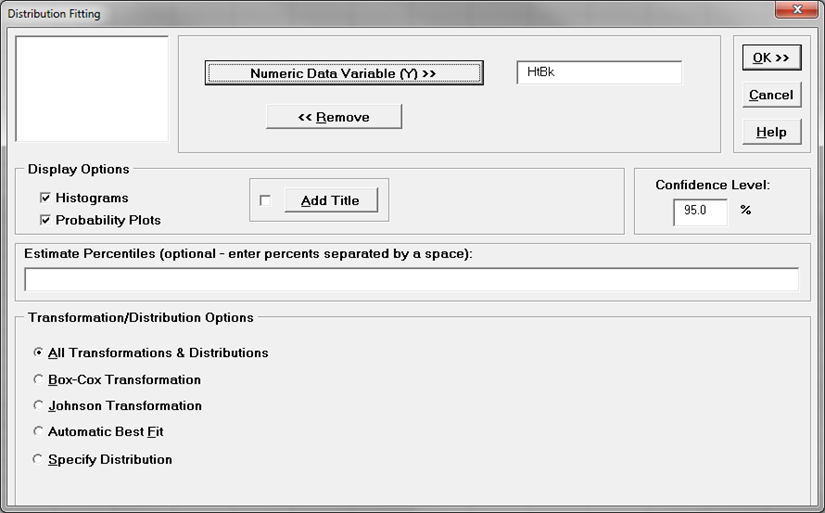 Distribution Fitting
Numeric Data Variable (Y) >>
HtBk
<< Remove
OK >>
Cancel
Help
Display Options
Histograms
Probability Plots
Add Title
Confidence Level:
95.0 %
Estimate Percentiles (optional - enter percents separated by a space):
Transformation/Distribution Options
All Transformations & Distributions
Box-Cox Transformation
Johnson Transformation
Automatic Best Fit
Specify Distribution